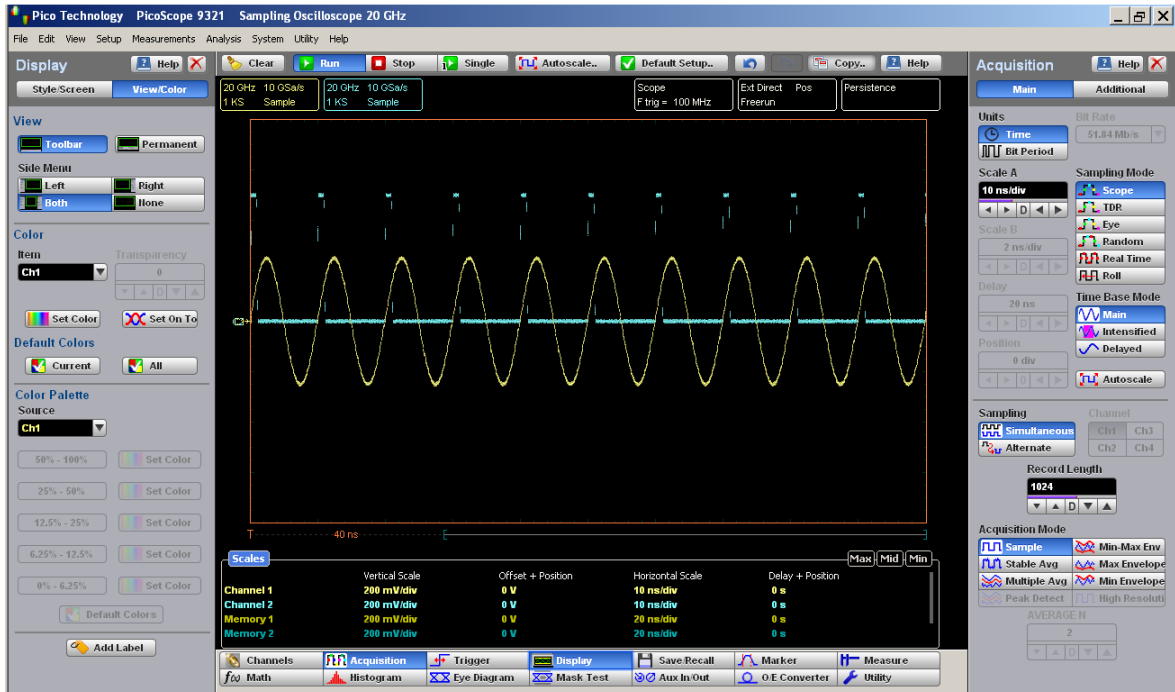 Pico Technology PicoScope 9321 Sampling Oscilloscope 20 GHz
File Edit View Setup Measurements Analysis System Utility Help
Display Help
Style/Screen View/Color
View
Toolbar Permanent
Side Menu
Left Right
Both None
Color
Item Transparency
Ch1 0
D
Set Color Set On To
Default Colors
Current All
Color Palette
Source
Ch1
50% - 100% Set Color
25% - 50% Set Color
12.5% - 25% Set Color
6.25% - 12.5% Set Color
0% - 6.25% Set Color
Default Colors
Add Label
Clear Run Stop Single Autoscale.. Default Setup.. Copy.. Help
20 GHz 10 GSa/s 20 GHz 10 GSa/s Scope Ext Direct Pos Persistence
1 KS Sample 1 KS Sample F trig = 100 MHz Freerun
T 40 ns
Scales Max Mid Min
Vertical Scale Offset + Position Horizontal Scale Delay + Position
Channel 1 200 mV/div 0 V 10 ns/div 0 s
Channel 2 200 mV/div 0 V 10 ns/div 0 s
Memory 1 200 mV/div 0 V 20 ns/div 0 s
Memory 2 200 mV/div 0 V 20 ns/div 0 s
Channels Acquisition Trigger Display Save/Recall Marker Measure
f(x) Math Histogram Eye Diagram Mask Test Aux In/Out O/E Converter Utility
Acquisition Help
Main Additional
Units Bit Rate
Time 51.84 Mb/s
Bit Period
Scale A Sampling Mode
10 ns/div Scope
D TDR
Scale B Eye
2 ns/div Random
D Real Time
Delay Roll
20 ns Time Base Mode
D Main
Position Intensified
0 div Delayed
D Autoscale
Sampling Channel
Simultaneous Ch1 Ch3
Alternate Ch2 Ch4
Record Length
1024
D
Acquisition Mode
Sample Min-Max Env
Stable Avg Max Envelope
Multiple Avg Min Envelope
Peak Detect High Resoluti
AVERAGE N
2
D